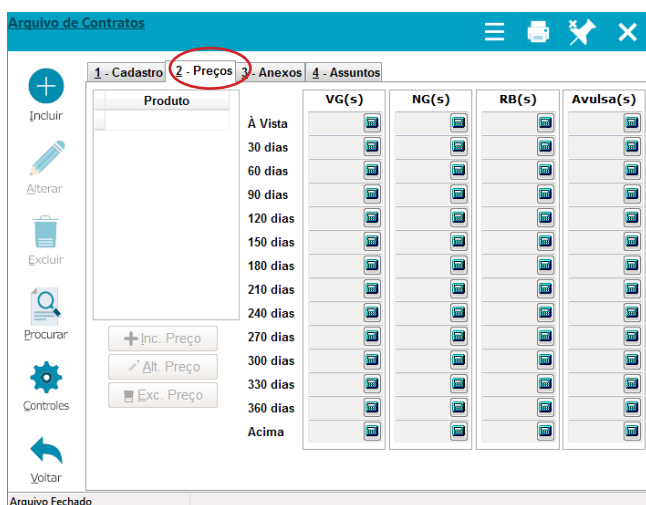 Arquivo de Contratos
1 - Cadastro 2 - Preços 3 - Anexos 4 - Assuntos
Incluir
Alterar
Excluir
Procurar
Controles
Voltar
Produto
Inc. Preço
Alt. Preço
Exc. Preço
VG(s) NG(s) RB(s) Avulsa(s)
À Vista
30 dias
60 dias
90 dias
120 dias
150 dias
180 dias
210 dias
240 dias
270 dias
300 dias
330 dias
360 dias
Acima
Arquivo Fechado